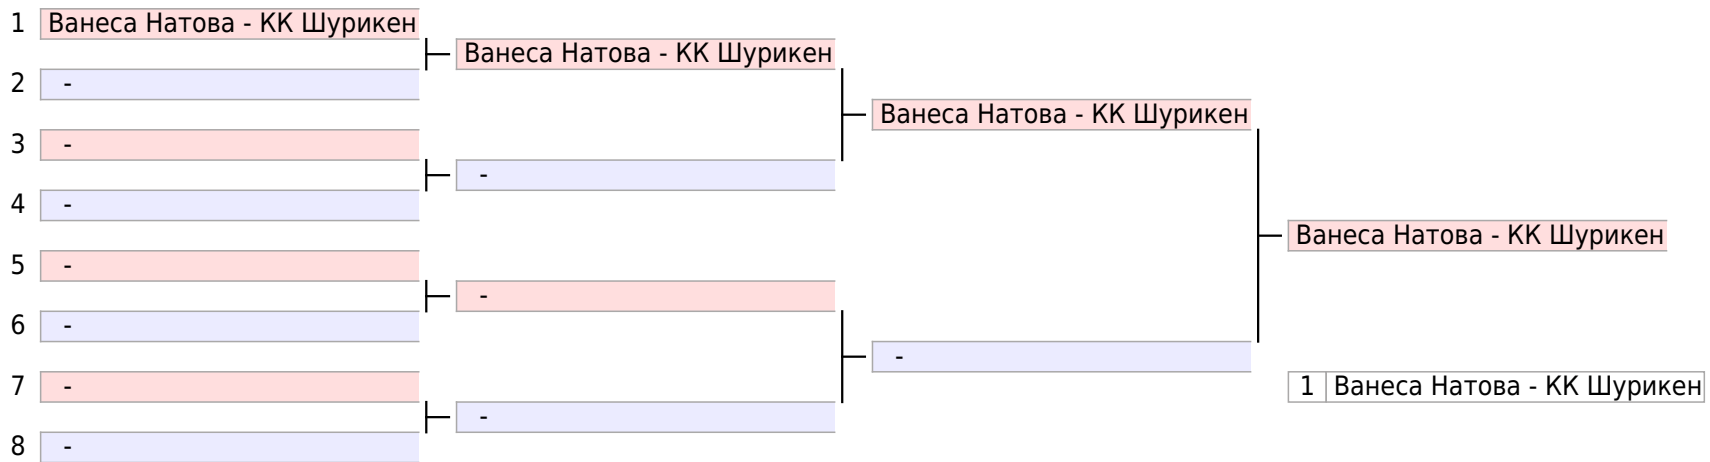 1 Ванеса Натова - КК Шурикен
Ванеса Натова - КК Шурикен
2 -
Ванеса Натова - КК Шурикен
3 -
-
4 -
Ванеса Натова - КК Шурикен
5 -
-
6 -
-
7 -
1 Ванеса Натова - КК Шурикен
-
8 -